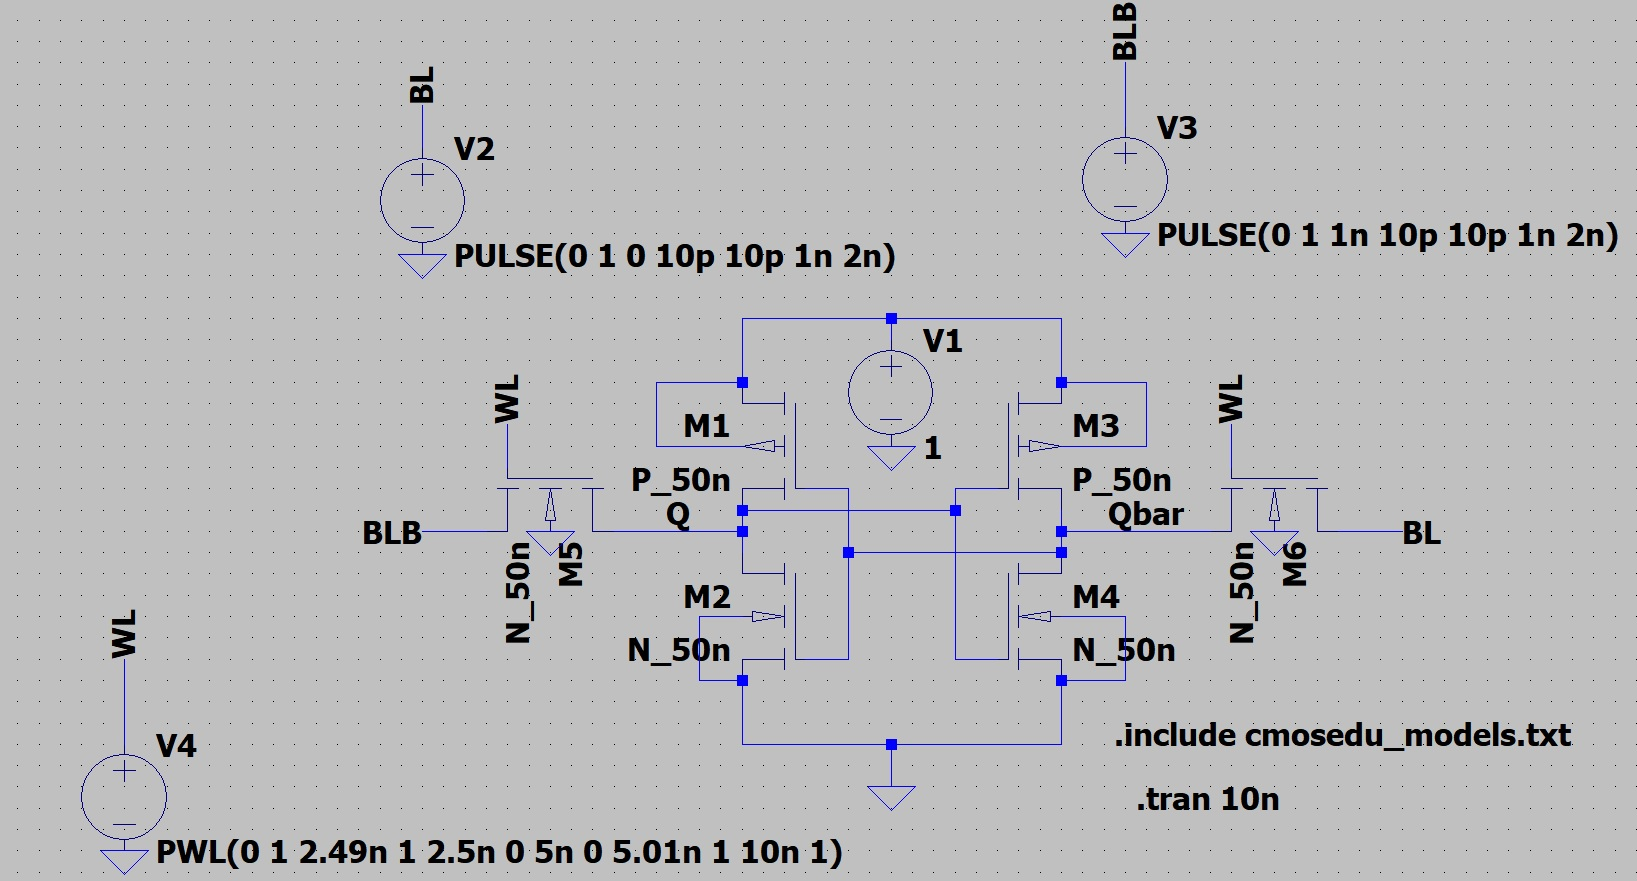 BLB
BL
V2
V3
PULSE(0 1 0 10p 10p 1n 2n)
PULSE(0 1 1n 10p 10p 1n 2n)
V1
1
WL
WL
M1
P_50n
M3
P_50n
Q
Qbar
BLB
BL
N_50n
M5
N_50n
M6
M2
N_50n
M4
N_50n
WL
V4
PWL(0 1 2.49n 1 2.5n 0 5n 0 5.01n 1 10n 1)
.include cmosedu_models.txt
.tran 10n